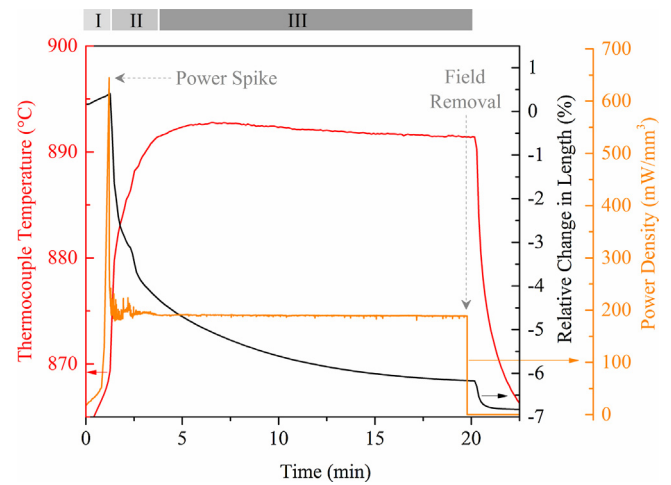 I II III
900
890
880
870
Thermocouple Temperature (°C)
Power Spike
Field
Removal
1
0
-1
-2
-3
-4
-5
-6
-7
Relative Change in Length (%)
700
600
500
400
300
200
100
0
Power Density (mW/mm³)
0 5 10 15 20
Time (min)